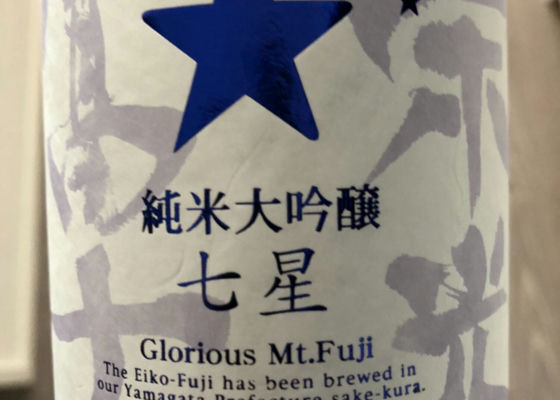 純米大吟醸
七星
Glorious Mt.Fuji
The Eiko-Fuji has been brewed in
our Yamagata Prefecture sake-kura.